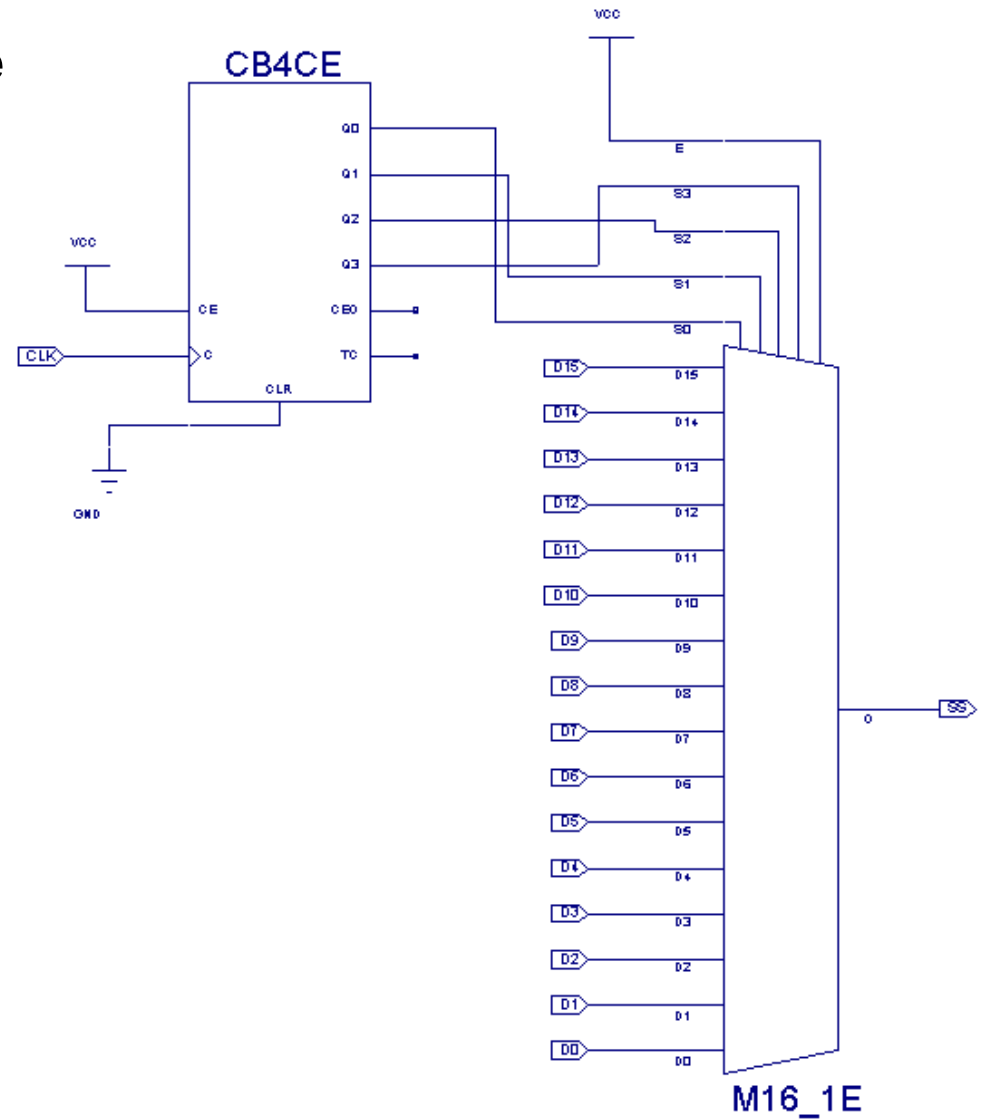 e
VCC
CB4CE
Q0
E
Q1
S3
Q2
S2
VCC
Q3
S1
CE
CEO
S0
CLK
C
TC
CLR
D15
D15
D14
D14
D13
D13
GND
D12
D12
D11
D11
D10
D10
D9
D9
D8
D8
SS
O
D7
D7
D6
D6
D5
D5
D4
D4
D3
D3
D2
D2
D1
D1
D0
D0
M16_1E